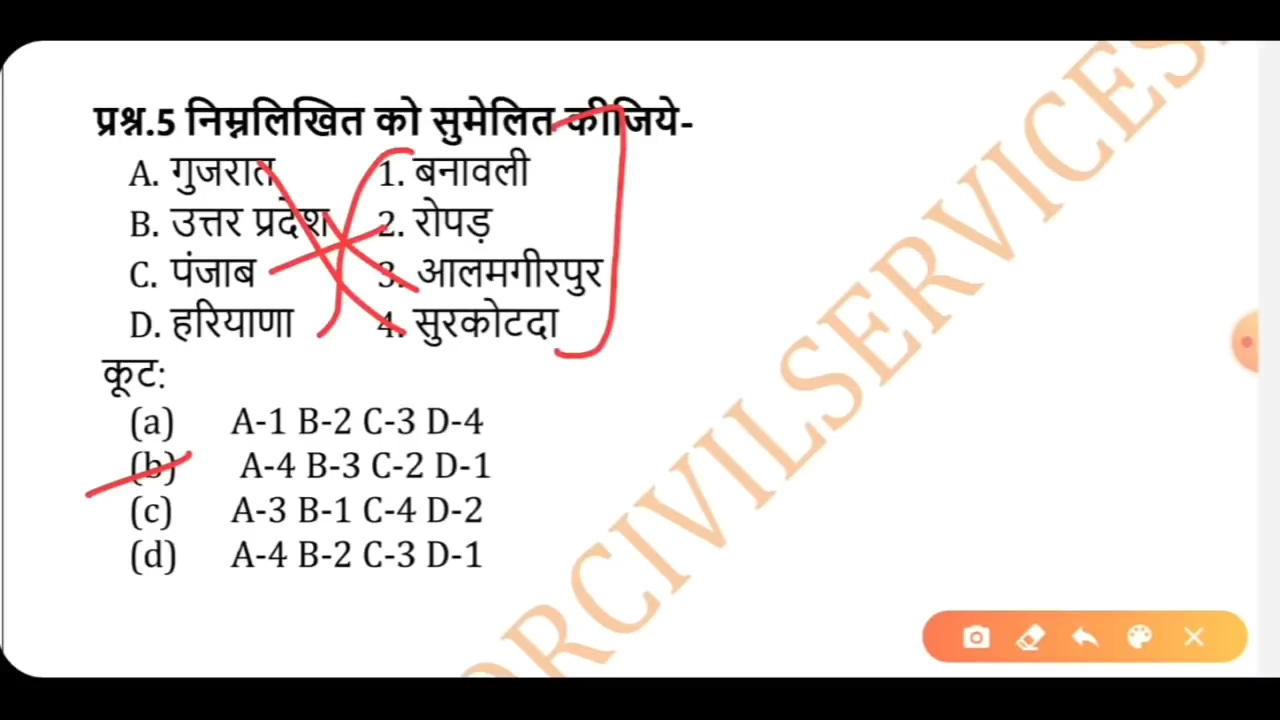 प्रश्न.5 निम्नलिखित को सुमेलित कीजिये-
A. गुजरात 1. बनावली
B. उत्तर प्रदेश 2. रोपड़
C. पंजाब 3. आलमगीरपुर
D. हरियाणा 4. सुरकोटदा
कूट:
(a) A-1 B-2 C-3 D-4
(b) A-4 B-3 C-2 D-1
(c) A-3 B-1 C-4 D-2
(d) A-4 B-2 C-3 D-1
ORCIVILSERVICES